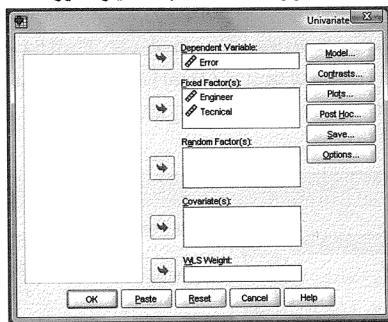 Univariate
Dependent Variable:
Error
Fixed Factor(s):
Engineer
Tecnical
Random Factor(s):
Covariate(s):
WLS Weight:
Model...
Contrasts...
Plots...
Post Hoc...
Save...
Options...
OK
Paste
Reset
Cancel
Help